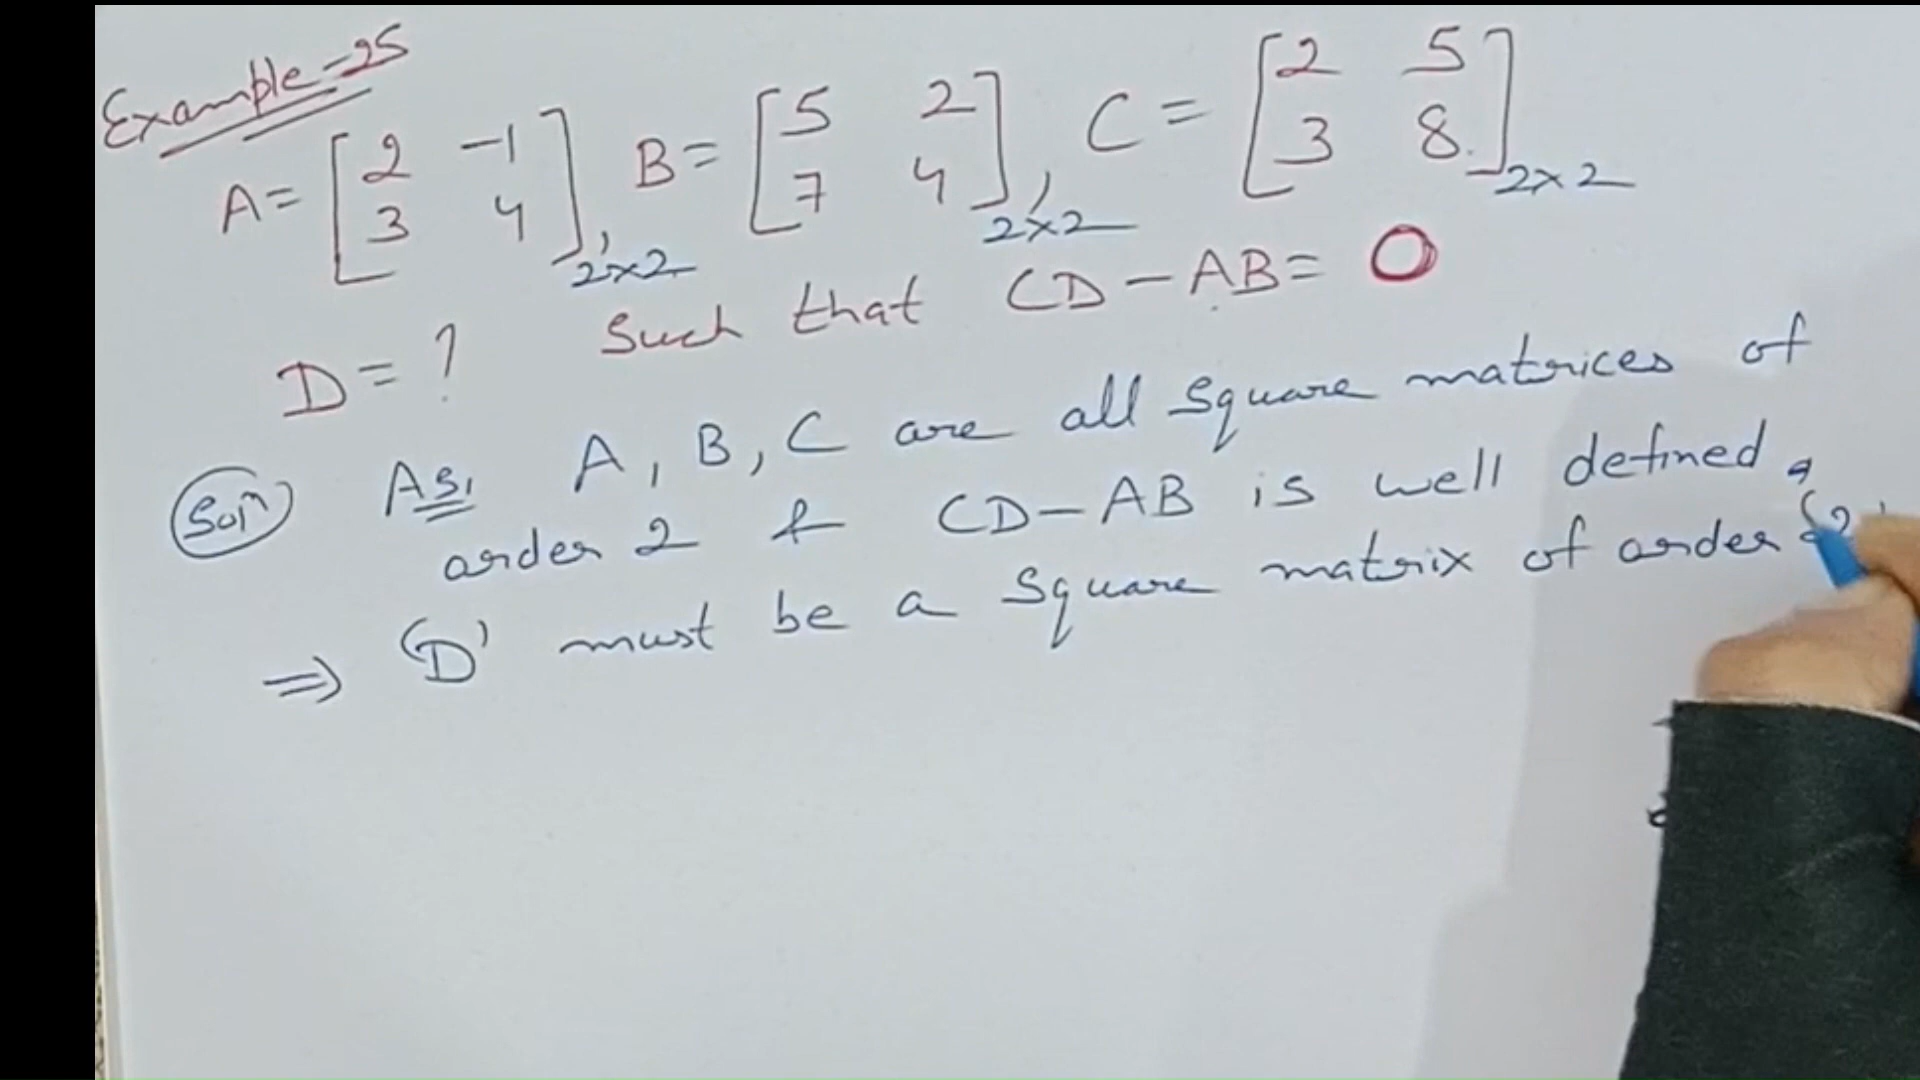 Example-25
A = [2 -1
3 4]2×2, B = [5 2
7 4]2×2, C = [2 5
3 8]2×2
D = ? Such that CD - AB = O
Soln As, A, B, C are all square matrices of
order 2 & CD - AB is well defined,
⇒ 'D' must be a square matrix of order '2'